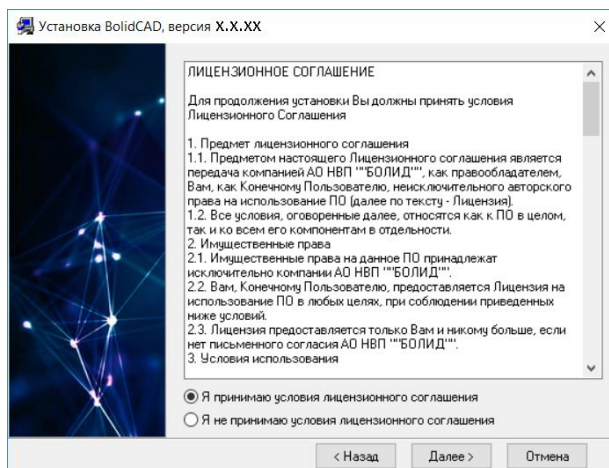 Установка BolidCAD, версия X.X.XX
ЛИЦЕНЗИОННОЕ СОГЛАШЕНИЕ
Для продолжения установки Вы должны принять условия
Лицензионного Соглашения
1. Предмет лицензионного соглашения
1.1. Предметом настоящего Лицензионного соглашения является
передача компанией АО НВП ""БОЛИД"", как правообладателем,
Вам, как Конечному Пользователю, неисключительного авторского
права на использование ПО (далее по тексту - Лицензия).
1.2. Все условия, оговоренные далее, относятся как к ПО в целом,
так и ко всем его компонентам в отдельности.
2. Имущественные права
2.1. Имущественные права на данное ПО принадлежат
исключительно компании АО НВП ""БОЛИД"".
2.2. Вам, Конечному Пользователю, предоставляется Лицензия на
использование ПО в любых целях, при соблюдении приведенных
ниже условий.
2.3. Лицензия предоставляется только Вам и никому больше, если
нет письменного согласия АО НВП ""БОЛИД"".
3. Условия использования
Я принимаю условия лицензионного соглашения
Я не принимаю условия лицензионного соглашения
< Назад
Далее >
Отмена